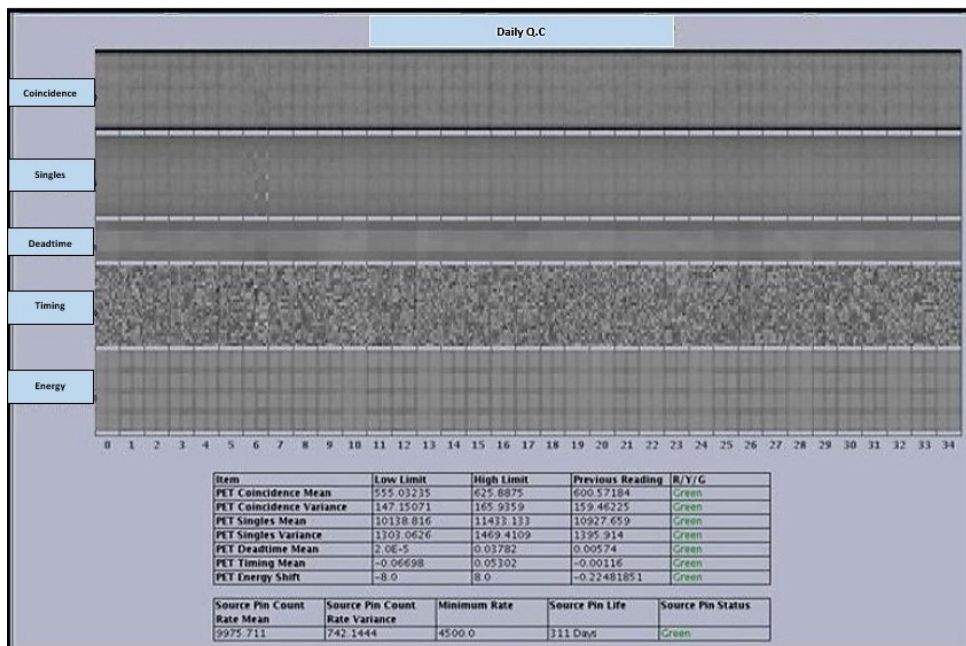 Daily Q.C
Coincidence
Singles
Deadtime
Timing
Energy
0 1 2 3 4 5 6 7 8 9 10 11 12 13 14 15 16 17 18 19 20 21 22 23 24 25 26 27 28 29 30 31 32 33 34
Item Low Limit High Limit Previous Reading R/Y/G
PET Coincidence Mean 555.03235 625.8875 600.57184 Green
PET Coincidence Variance 147.15071 165.9359 159.46225 Green
PET Singles Mean 10138.816 11433.133 10927.659 Green
PET Singles Variance 1303.0626 1469.4109 1395.914 Green
PET Deadtime Mean 2.0E-5 0.03782 0.00574 Green
PET Timing Mean -0.06698 0.05302 -0.00116 Green
PET Energy Shift -8.0 8.0 -0.22481851 Green
Source Pin Count Source Pin Count Minimum Rate Source Pin Life Source Pin Status
Rate Mean Rate Variance
9975.711 742.1444 4500.0 311 Days Green